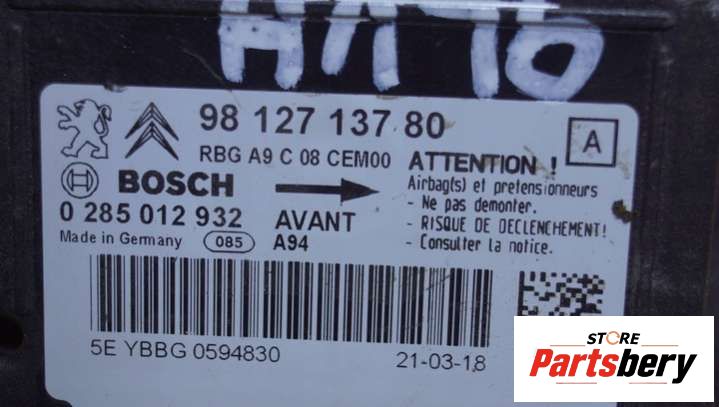 98 127 137 80
A
RBG A9 C 08 CEM00
ATTENTION !
BOSCH
Airbag(s) et pretensionneurs
- Ne pas demonter.
0 285 012 932
AVANT
- RISQUE DE DECLENCHEMENT!
Made in Germany
085
A94
- Consulter la notice.
5E YBBG 0594830
21-03-18
STORE
Partsbery